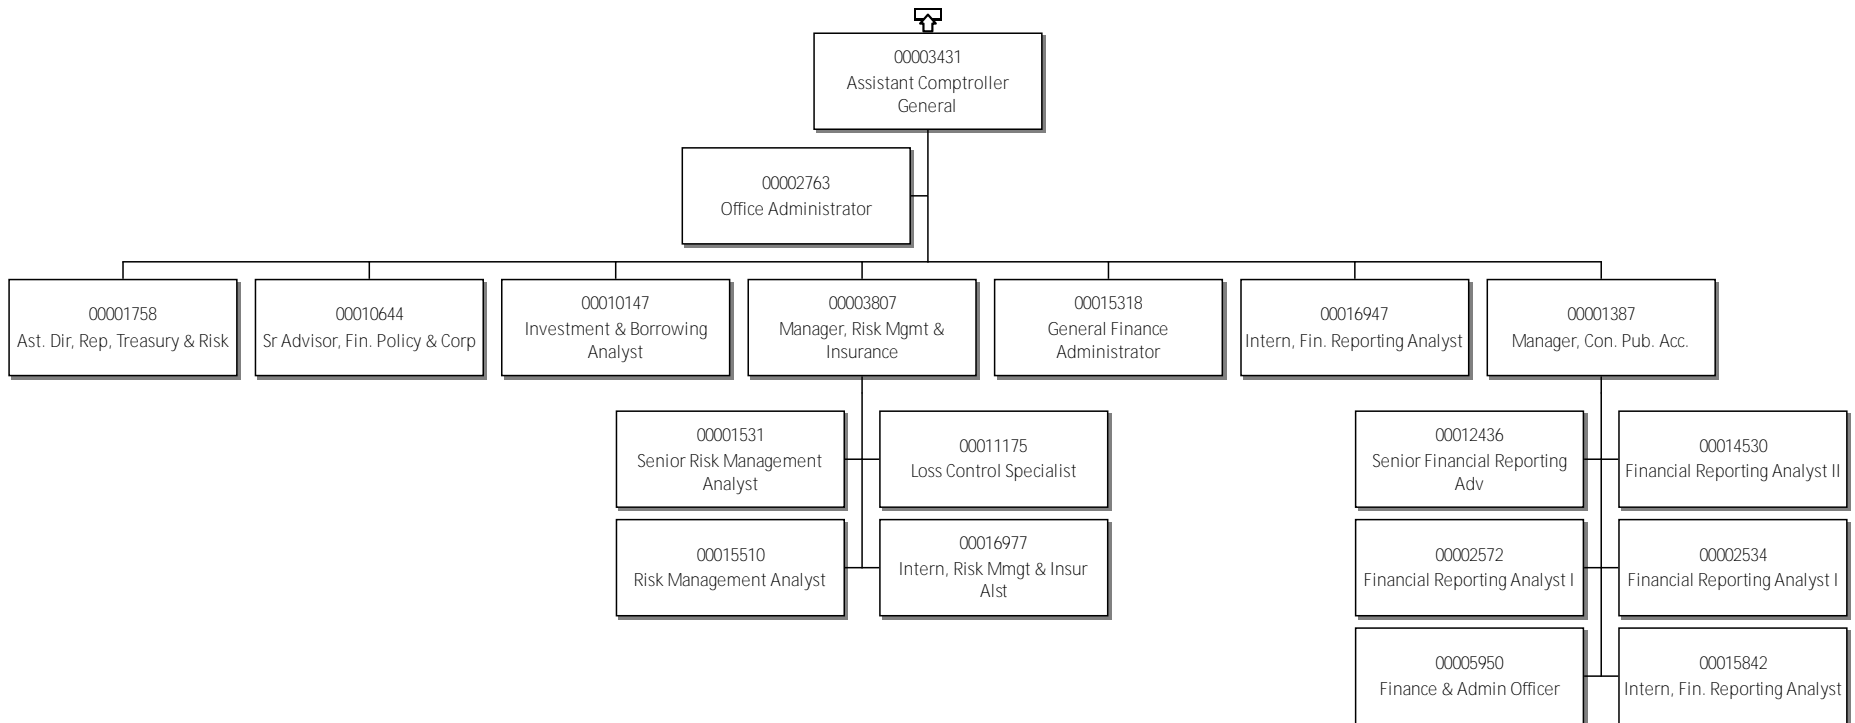 00003431
Assistant Comptroller
General
00002763
Office Administrator
00001758
Ast. Dir, Rep, Treasury & Risk
00010644
Sr Advisor, Fin. Policy & Corp
00010147
Investment & Borrowing
Analyst
00003807
Manager, Risk Mgmt &
Insurance
00015318
General Finance
Administrator
00016947
Intern, Fin. Reporting Analyst
00001387
Manager, Con. Pub. Acc.
00001531
Senior Risk Management
Analyst
00011175
Loss Control Specialist
00015510
Risk Management Analyst
00016977
Intern, Risk Mmgt & Insur
Alst
00012436
Senior Financial Reporting
Adv
00014530
Financial Reporting Analyst II
00002572
Financial Reporting Analyst I
00002534
Financial Reporting Analyst I
00005950
Finance & Admin Officer
00015842
Intern, Fin. Reporting Analyst